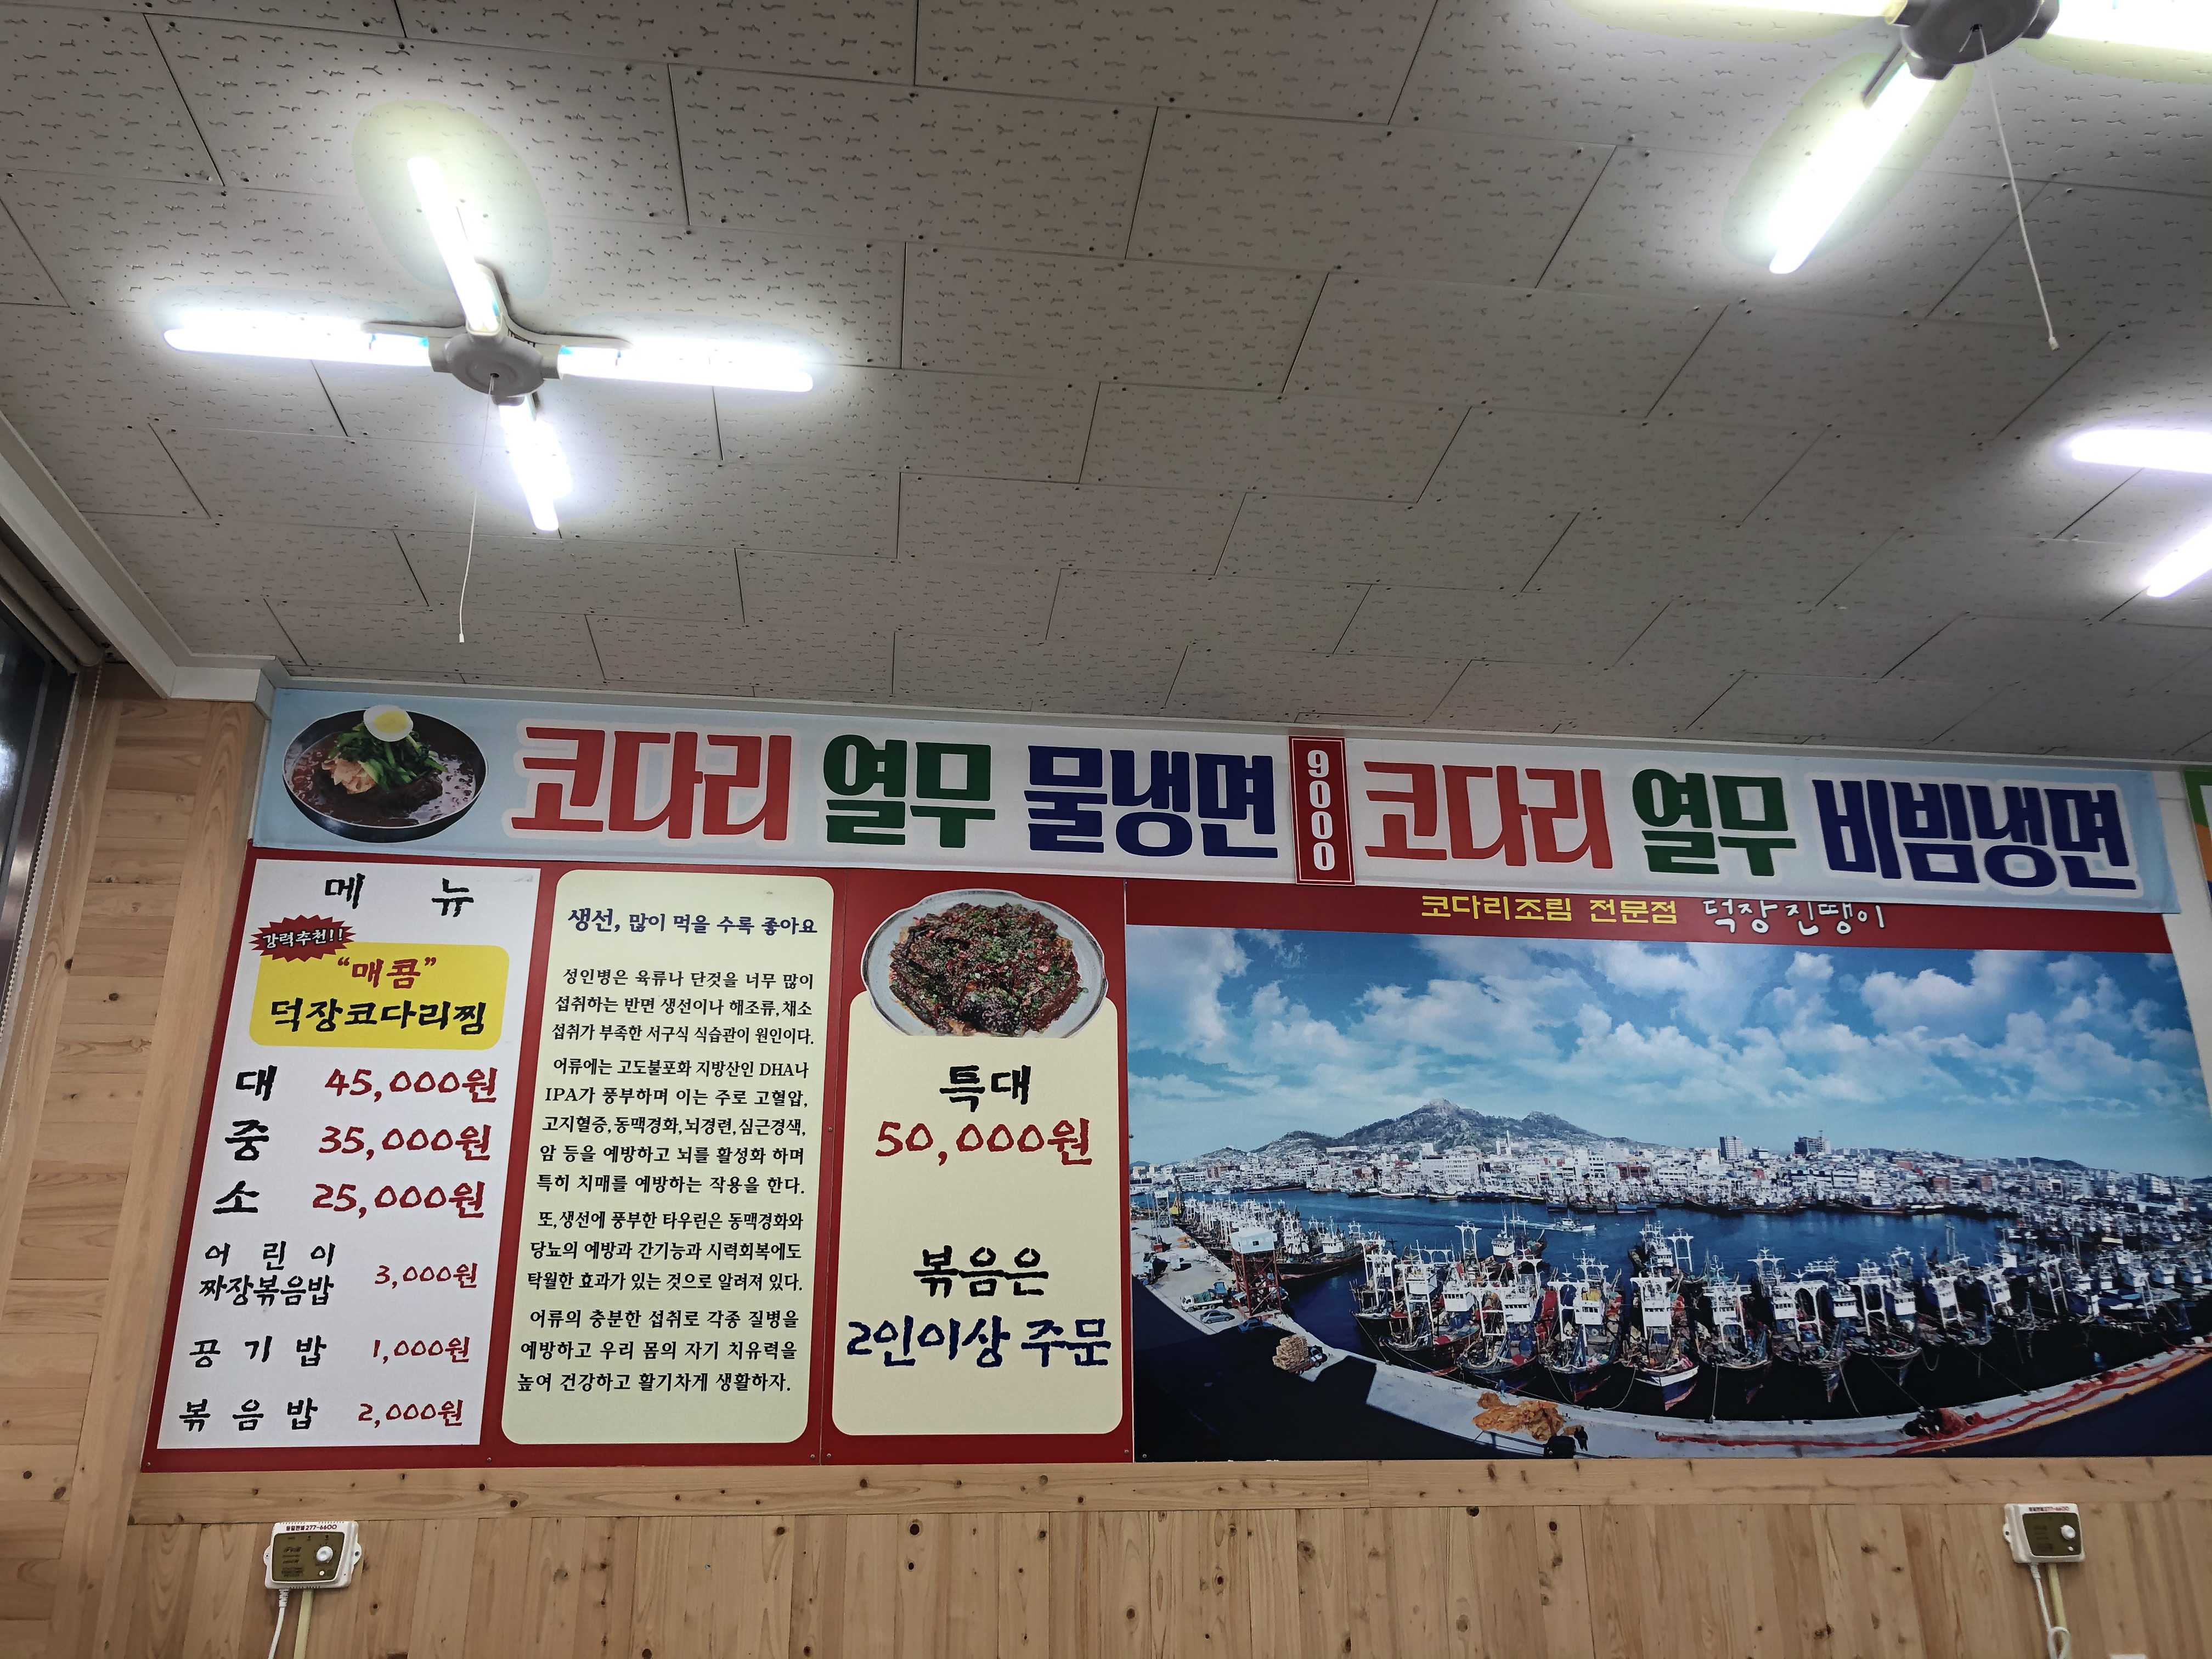 코다리 열무 물냉면
9000
코다리 열무 비빔냉면
메 뉴
강력추천!!
"매콤"
덕장코다리찜
대 45,000원
중 35,000원
소 25,000원
어 린 이
짜장볶음밥 3,000원
공 기 밥 1,000원
볶 음 밥 2,000원
생선, 많이 먹을 수록 좋아요
성인병은 육류나 단것을 너무 많이
섭취하는 반면 생선이나 해조류,채소
섭취가 부족한 서구식 식습관이 원인이다.
어류에는 고도불포화 지방산인 DHA나
IPA가 풍부하며 이는 주로 고혈압,
고지혈증,동맥경화,뇌경련,심근경색,
암 등을 예방하고 뇌를 활성화 하며
특히 치매를 예방하는 작용을 한다.
또,생선에 풍부한 타우린은 동맥경화와
당뇨의 예방과 간기능과 시력회복에도
탁월한 효과가 있는 것으로 알려져 있다.
어류의 충분한 섭취로 각종 질병을
예방하고 우리 몸의 자기 치유력을
높여 건강하고 활기차게 생활하자.
특대
50,000원
볶음은
2인이상 주문
코다리조림 전문점 덕장진땡이
277-6600
277-6600